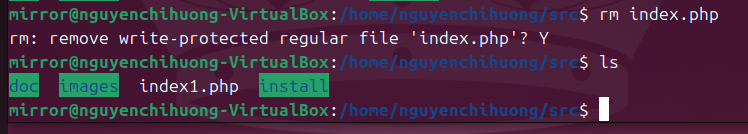 mirror@nguyenchihuong-VirtualBox:/home/nguyenchihuong/src$ rm index.php
rm: remove write-protected regular file 'index.php'? Y
mirror@nguyenchihuong-VirtualBox:/home/nguyenchihuong/src$ ls
doc images index1.php install
mirror@nguyenchihuong-VirtualBox:/home/nguyenchihuong/src$